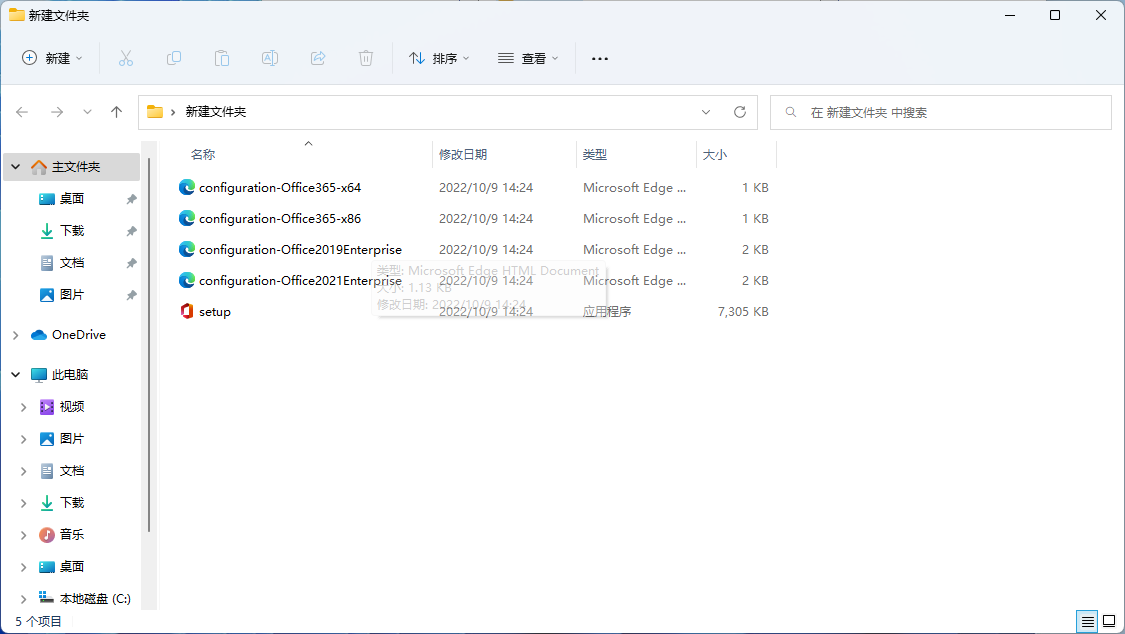 新建文件夹
新建
排序
查看
新建文件夹
在 新建文件夹 中搜索
名称 修改日期 类型 大小
configuration-Office365-x64 2022/10/9 14:24 Microsoft Edge ... 1 KB
configuration-Office365-x86 2022/10/9 14:24 Microsoft Edge ... 1 KB
configuration-Office2019Enterprise 2022/10/9 14:24 Microsoft Edge ... 2 KB
configuration-Office2021Enterprise 2022/10/9 14:24 Microsoft Edge ... 2 KB
setup 2022/10/9 14:24 应用程序 7,305 KB
类型: Microsoft Edge HTML Document
大小: 1.13 KB
修改日期: 2022/10/9 14:24
主文件夹
桌面
下载
文档
图片
OneDrive
此电脑
视频
图片
文档
下载
音乐
桌面
本地磁盘 (C:)
5 个项目